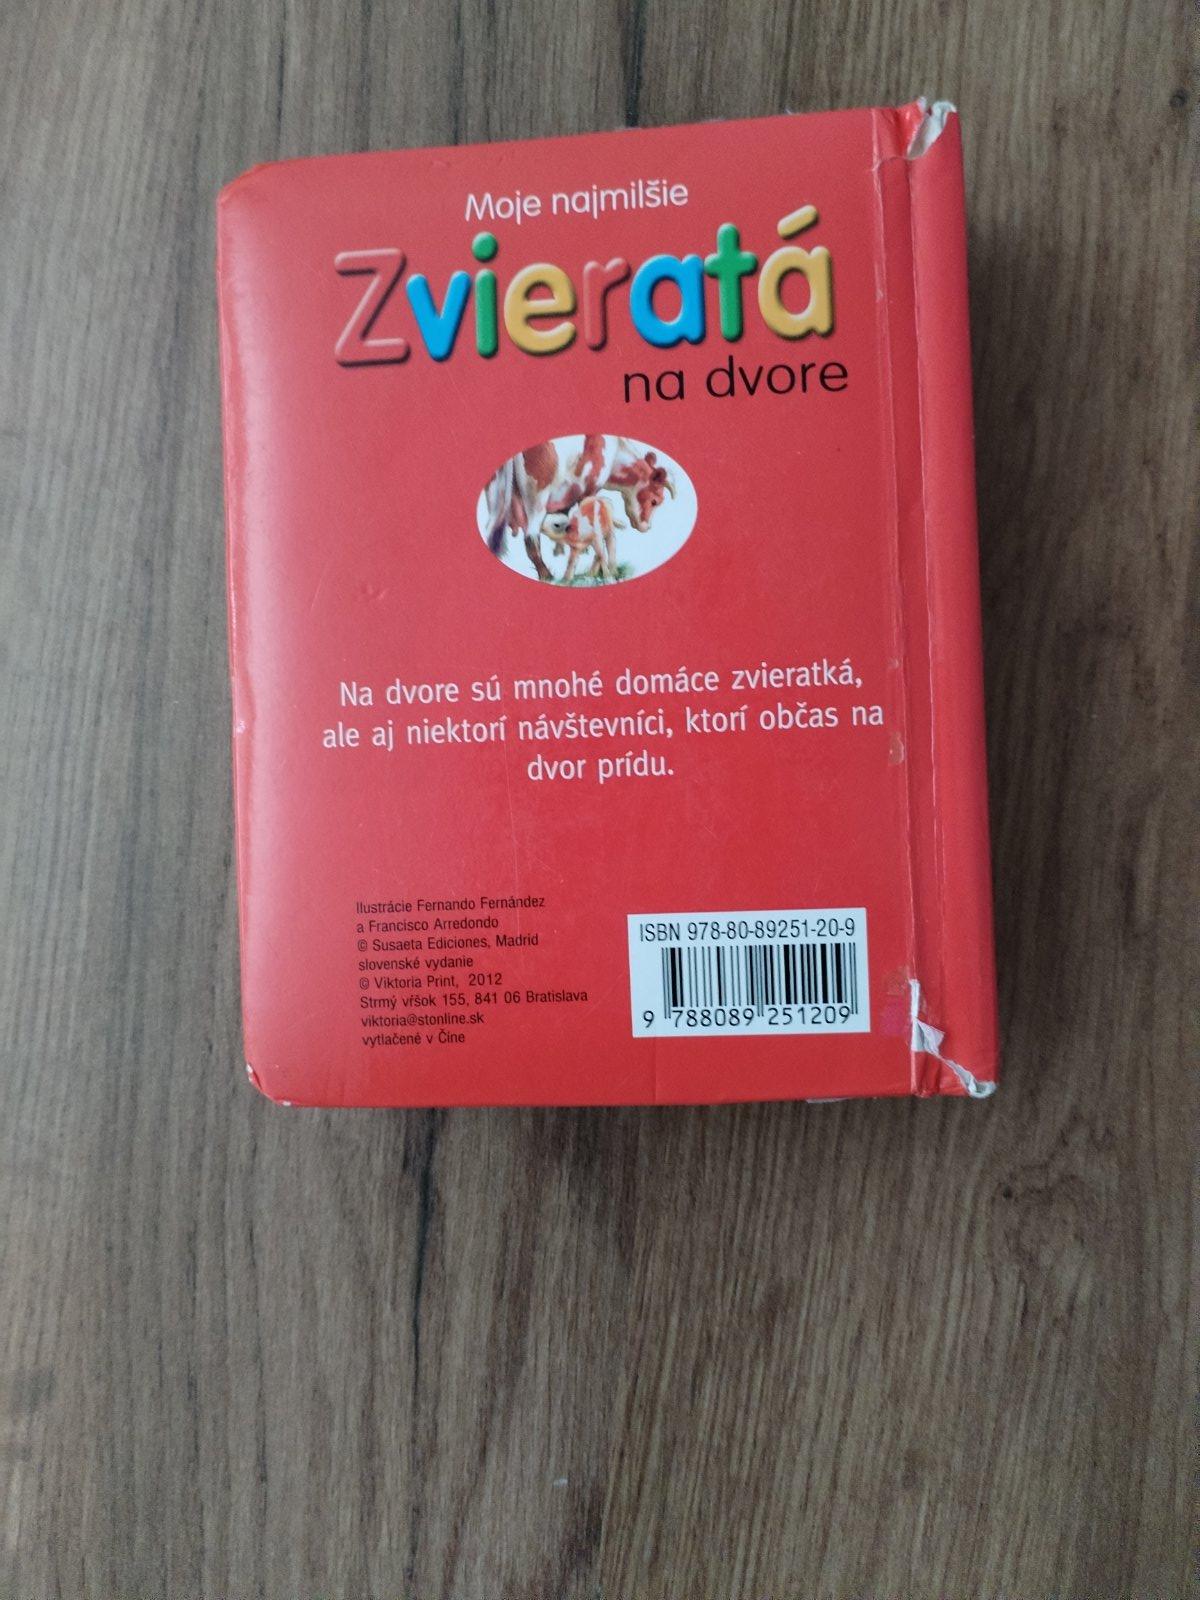 Moje najmilšie
Zvieratá
na dvore
Na dvore sú mnohé domáce zvieratká,
ale aj niektorí návštevníci, ktorí občas na
dvor prídu.
Ilustrácie Fernando Fernández
a Francisco Arredondo
© Susaeta Ediciones, Madrid
slovenské vydanie
© Viktoria Print, 2012
Strmý vŕšok 155, 841 06 Bratislava
viktoria@stonline.sk
vytlačené v Číne
ISBN 978-80-89251-20-9
9 788089 251209